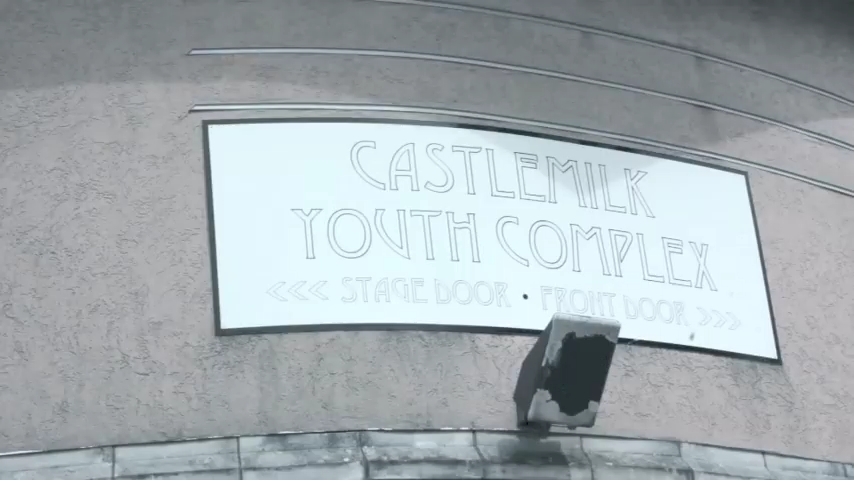 CASTLEMILK
YOUTH COMPLEX
<<< STAGE DOOR • FRONT DOOR >>>